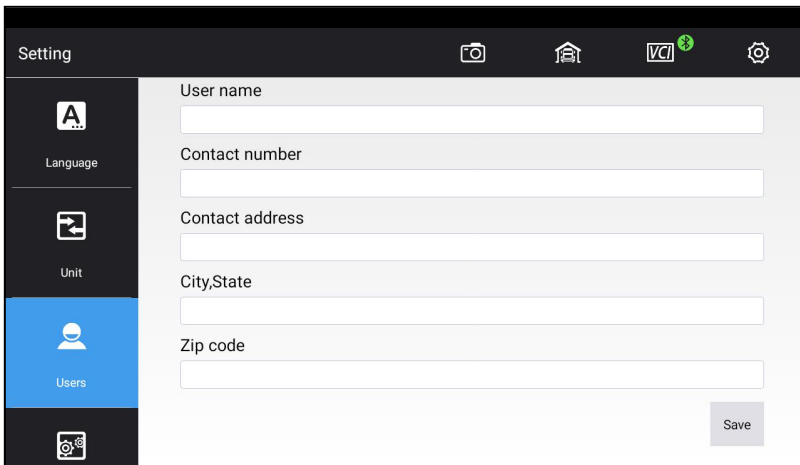 Setting
VCI
Language
Unit
Users
User name
Contact number
Contact address
City,State
Zip code
Save